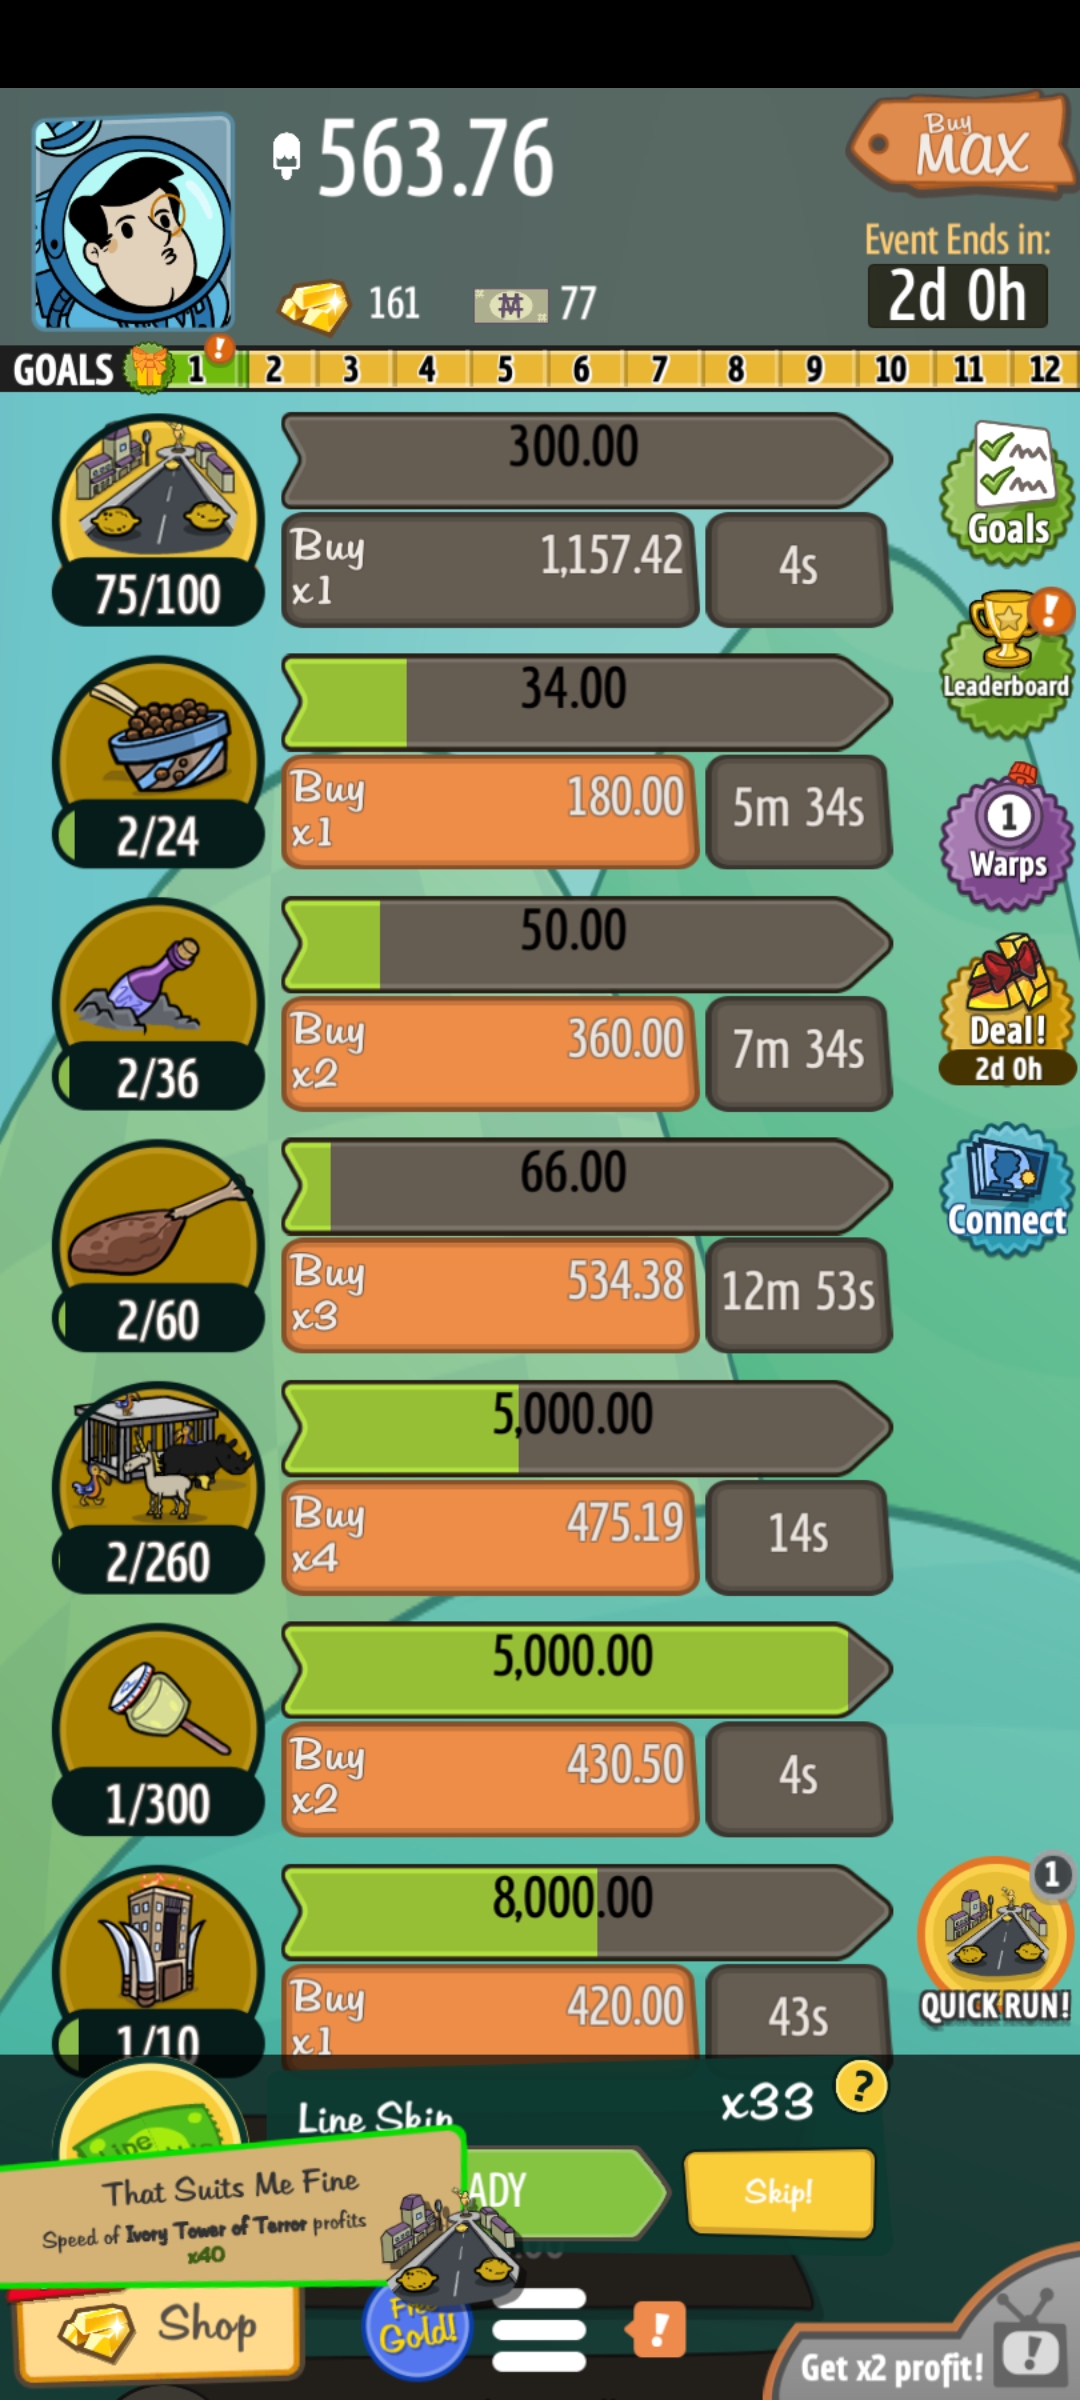 563.76
Buy
MAX
Event Ends in:
2d 0h
161
77
GOALS 1 ! 2 3 4 5 6 7 8 9 10 11 12
300.00
Buy
x1
1,157.42
4s
75/100
Goals
34.00
Buy
x1
180.00
5m 34s
2/24
!
Leaderboard
50.00
Buy
x2
360.00
7m 34s
2/36
1
Warps
66.00
Buy
x3
534.38
12m 53s
2/60
Deal!
2d 0h
Connect
5,000.00
Buy
x4
475.19
14s
2/260
5,000.00
Buy
x2
430.50
4s
1/300
8,000.00
Buy
x1
420.00
43s
1/10
1
QUICK RUN!
Line Skip
x33
?
Line
ADY
Skip!
That Suits Me Fine
Speed of Ivory Tower of Terror profits
x40
Shop
Free
Gold!
!
Get x2 profit!
!